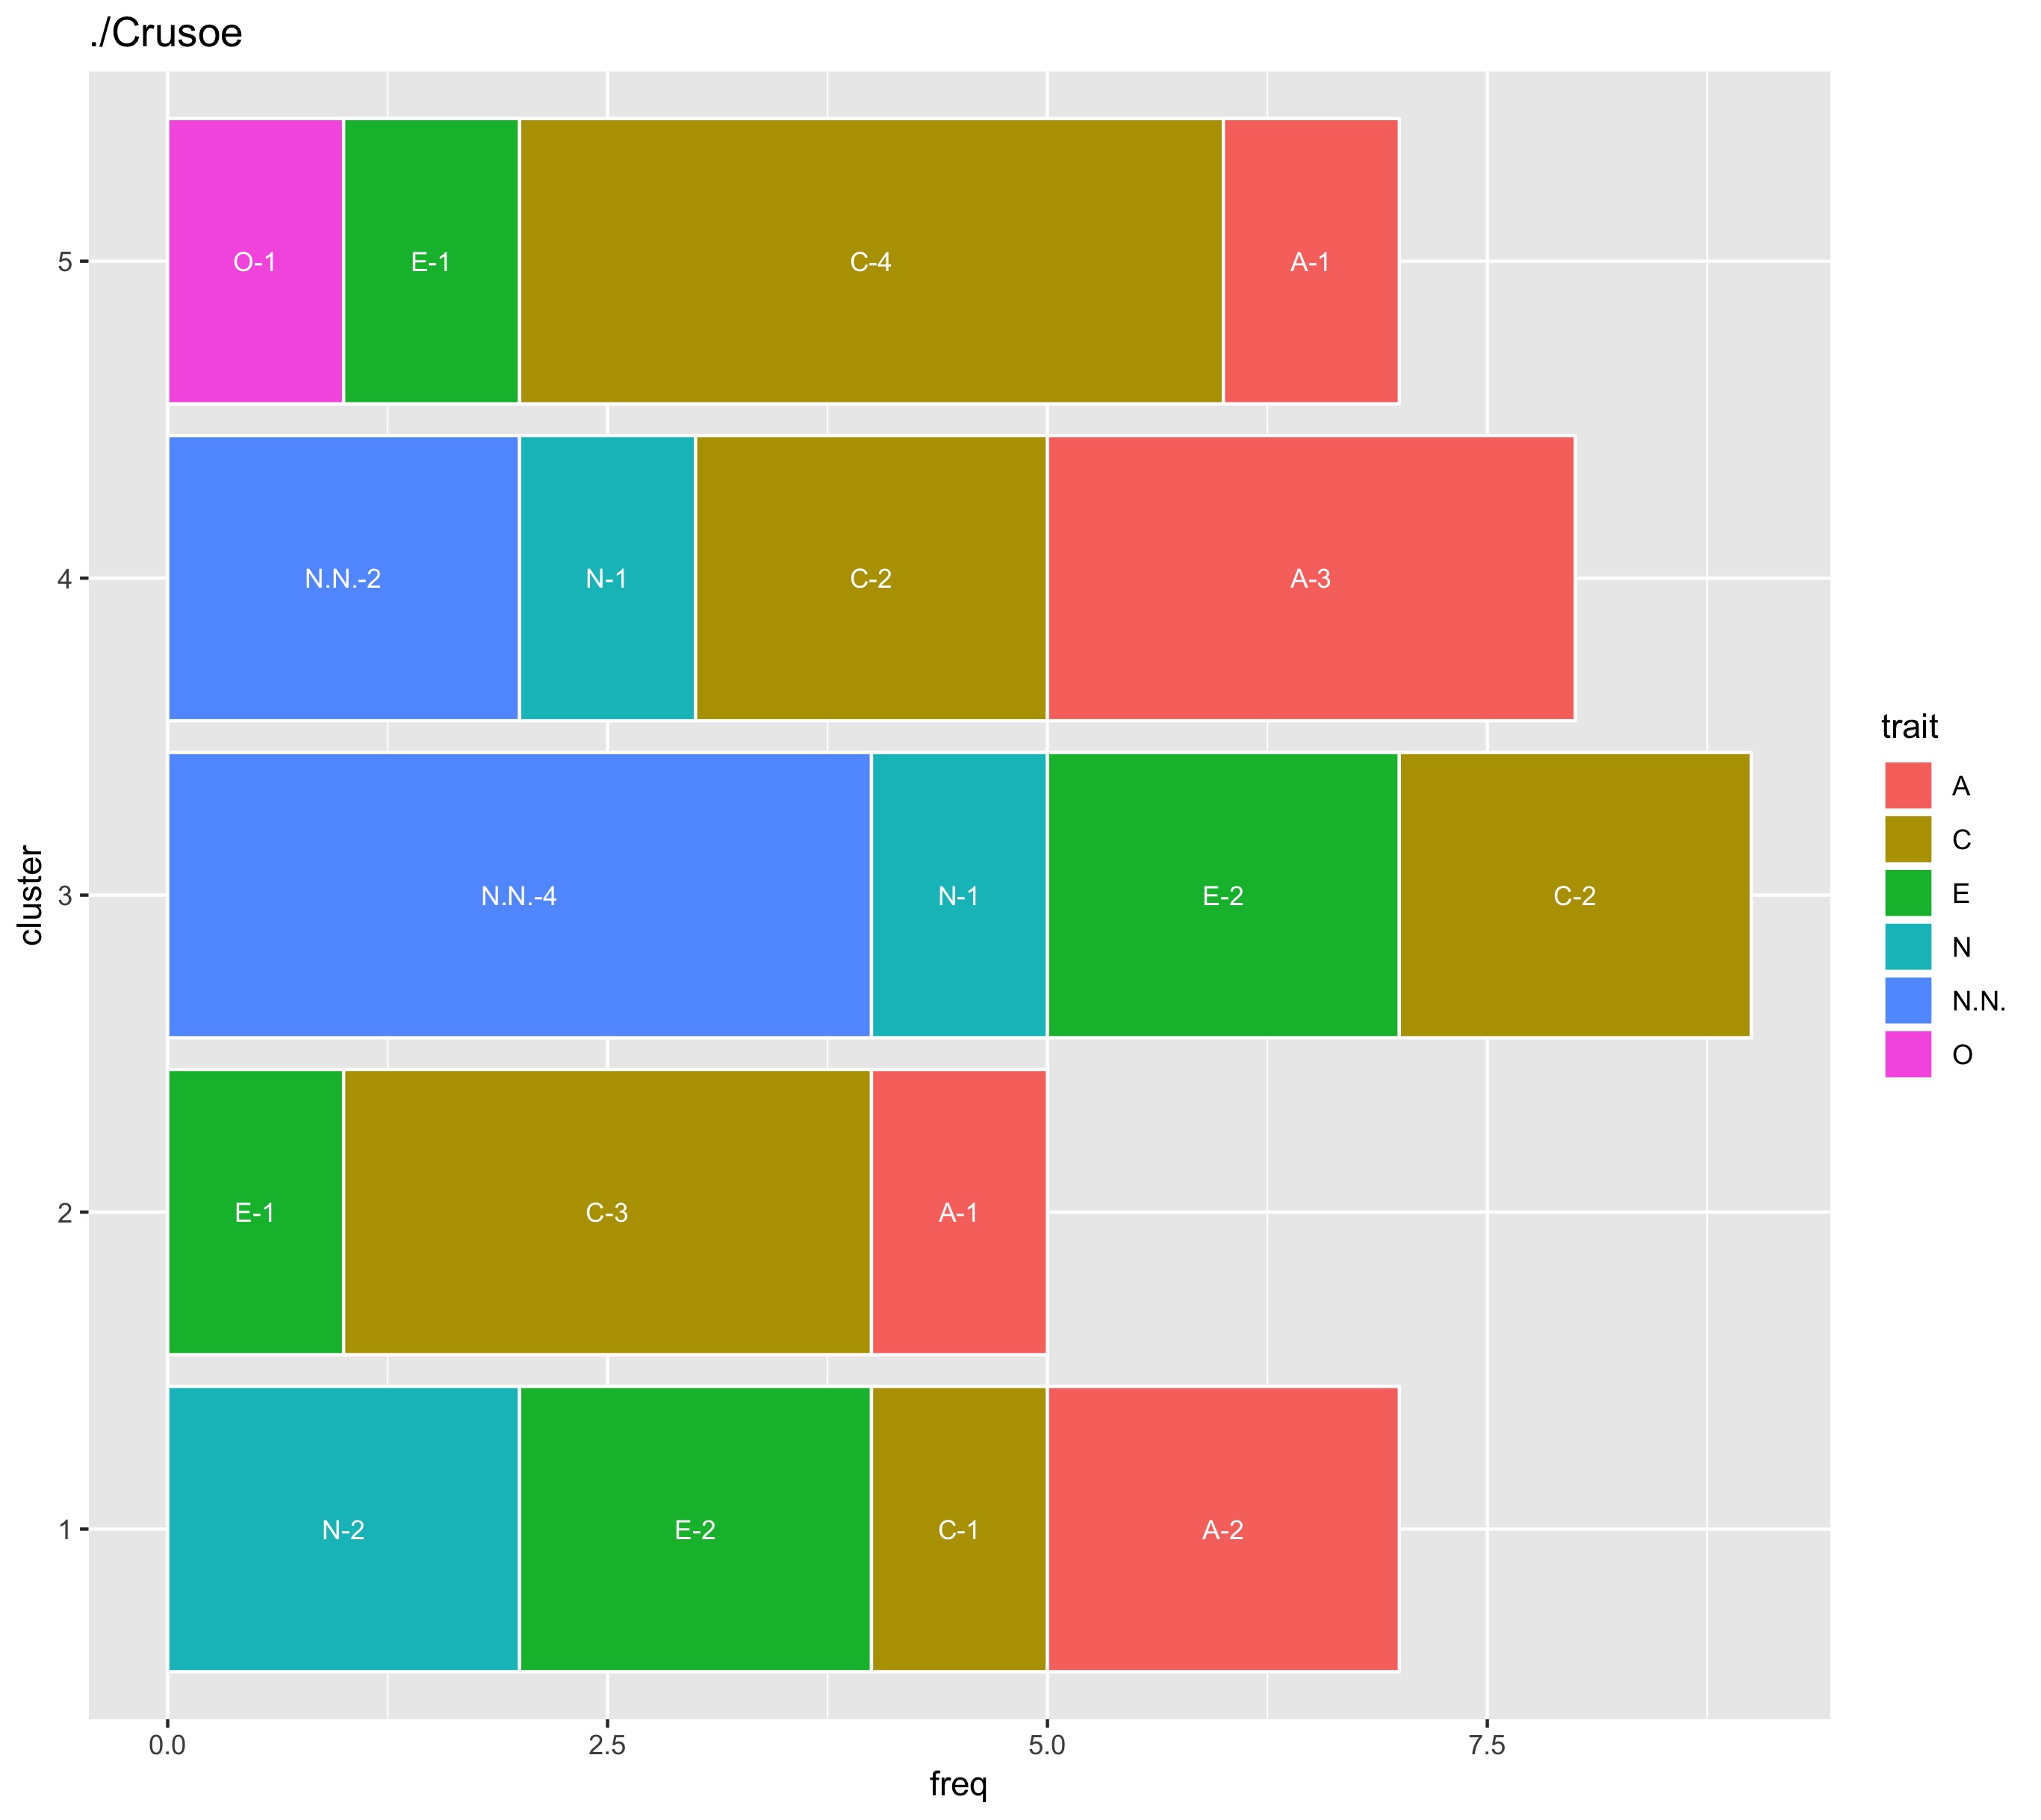 ./Crusoe
cluster
5
O-1 E-1 C-4 A-1
4
N.N.-2 N-1 C-2 A-3
3
N.N.-4 N-1 E-2 C-2
2
E-1 C-3 A-1
1
N-2 E-2 C-1 A-2
0.0 2.5 5.0 7.5
freq
trait
A
C
E
N
N.N.
O